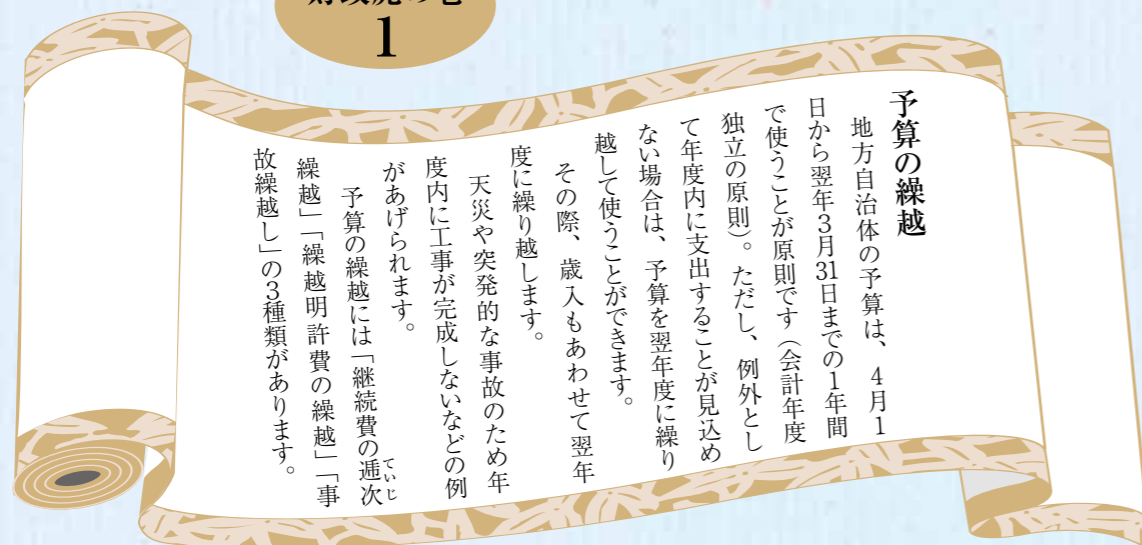 1
予算の繰越
地方自治体の予算は、4月1
日から翌年3月31日までの1年間
で使うことが原則です（会計年度
独立の原則）。ただし、例外とし
て年度内に支出することが見込め
ない場合は、予算を翌年度に繰り
越して使うことができます。
その際、歳入もあわせて翌年
度に繰り越します。
天災や突発的な事故のため年
度内に工事が完成しないなどの例
があげられます。
予算の繰越には「継続費の逓次
ていじ
繰越」「繰越明許費の繰越」「事
故繰越し」の3種類があります。